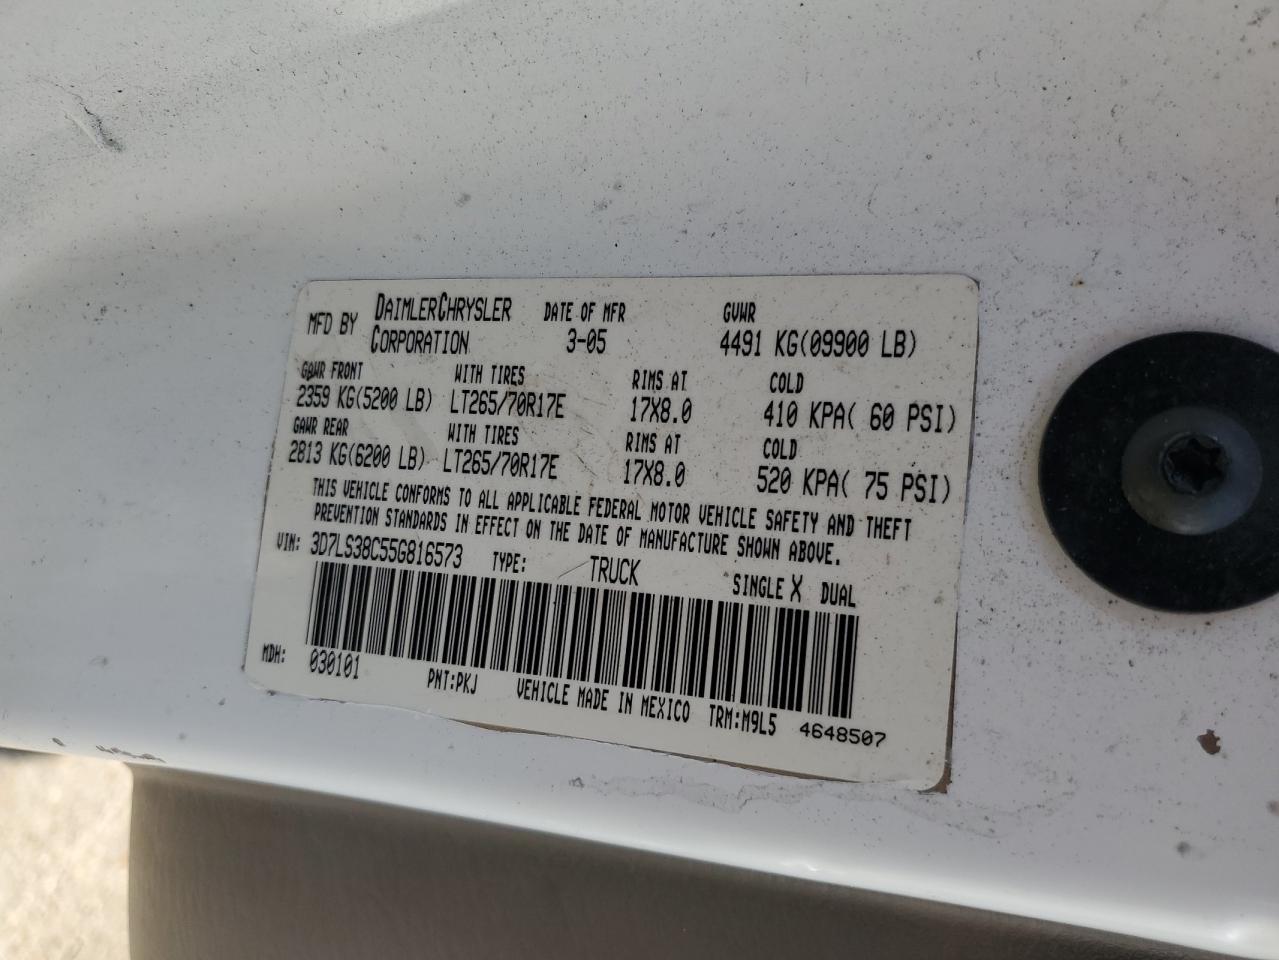 MFD BY DAIMLERCHRYSLER CORPORATION
DATE OF MFR 3-05
GVWR 4491 KG(09900 LB)
GAWR FRONT WITH TIRES RIMS AT COLD
2359 KG(5200 LB) LT265/70R17E 17X8.0 410 KPA( 60 PSI)
GAWR REAR WITH TIRES RIMS AT COLD
2813 KG(6200 LB) LT265/70R17E 17X8.0 520 KPA( 75 PSI)
THIS VEHICLE CONFORMS TO ALL APPLICABLE FEDERAL MOTOR VEHICLE SAFETY AND THEFT
PREVENTION STANDARDS IN EFFECT ON THE DATE OF MANUFACTURE SHOWN ABOVE.
VIN: 3D7LS38C55G816573 TYPE: TRUCK SINGLE X DUAL
MDH: 030101 PNT:PKJ VEHICLE MADE IN MEXICO TRM:M9L5 4648507